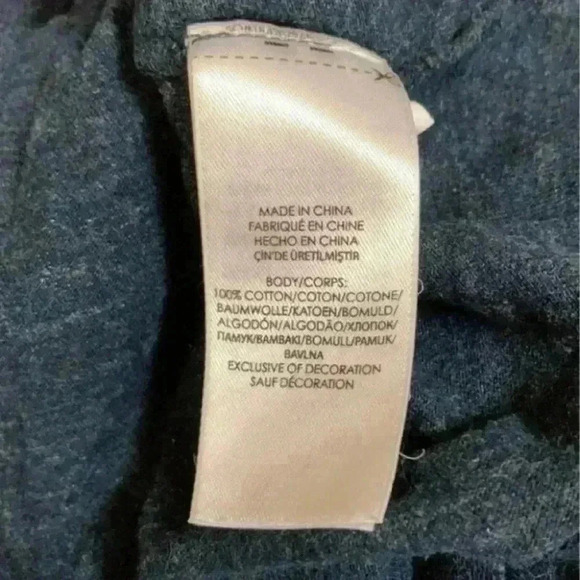 MADE IN CHINA
FABRIQUÉ EN CHINE
HECHO EN CHINA
ÇİN'DE ÜRETİLMİŞTİR
BODY/CORPS:
100% COTTON/COTON/COTONE/
BAUMWOLLE/KATOEN/BOMULD/
ALGODÓN/ALGODÃO/ХЛОПОК/
ПАМУК/BAMBAKI/BOMULL/PAMUK/
BAVLNA
EXCLUSIVE OF DECORATION
SAUF DÉCORATION